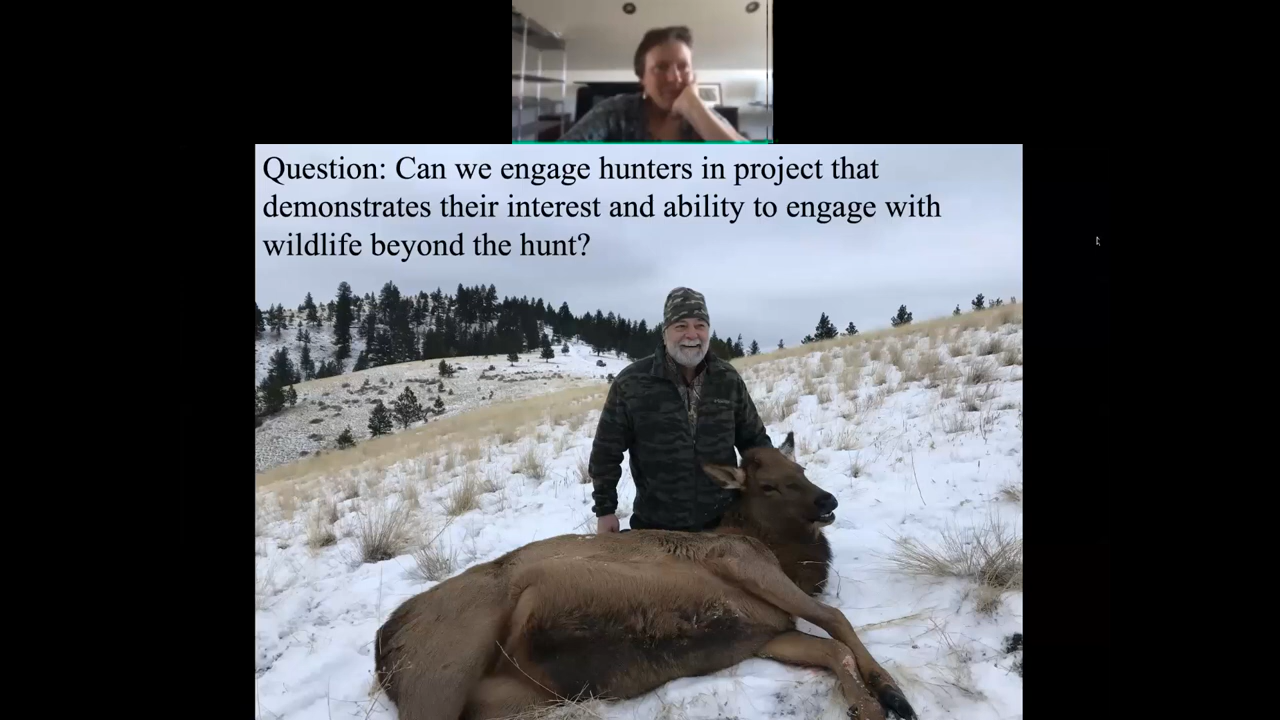 Question: Can we engage hunters in project that
demonstrates their interest and ability to engage with
wildlife beyond the hunt?